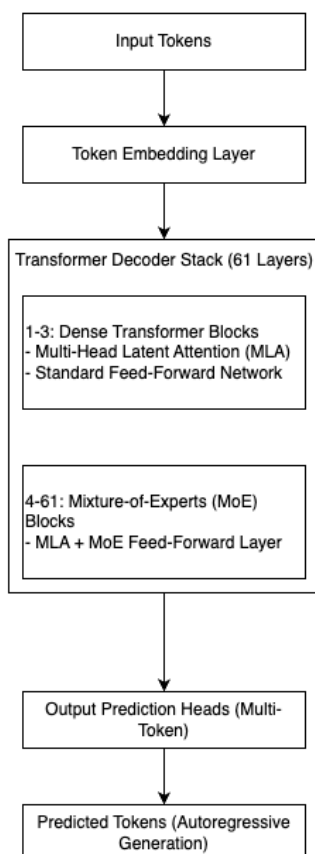 Input Tokens
Token Embedding Layer
Transformer Decoder Stack (61 Layers)
1-3: Dense Transformer Blocks
- Multi-Head Latent Attention (MLA)
- Standard Feed-Forward Network
4-61: Mixture-of-Experts (MoE)
Blocks
- MLA + MoE Feed-Forward Layer
Output Prediction Heads (Multi-
Token)
Predicted Tokens (Autoregressive
Generation)